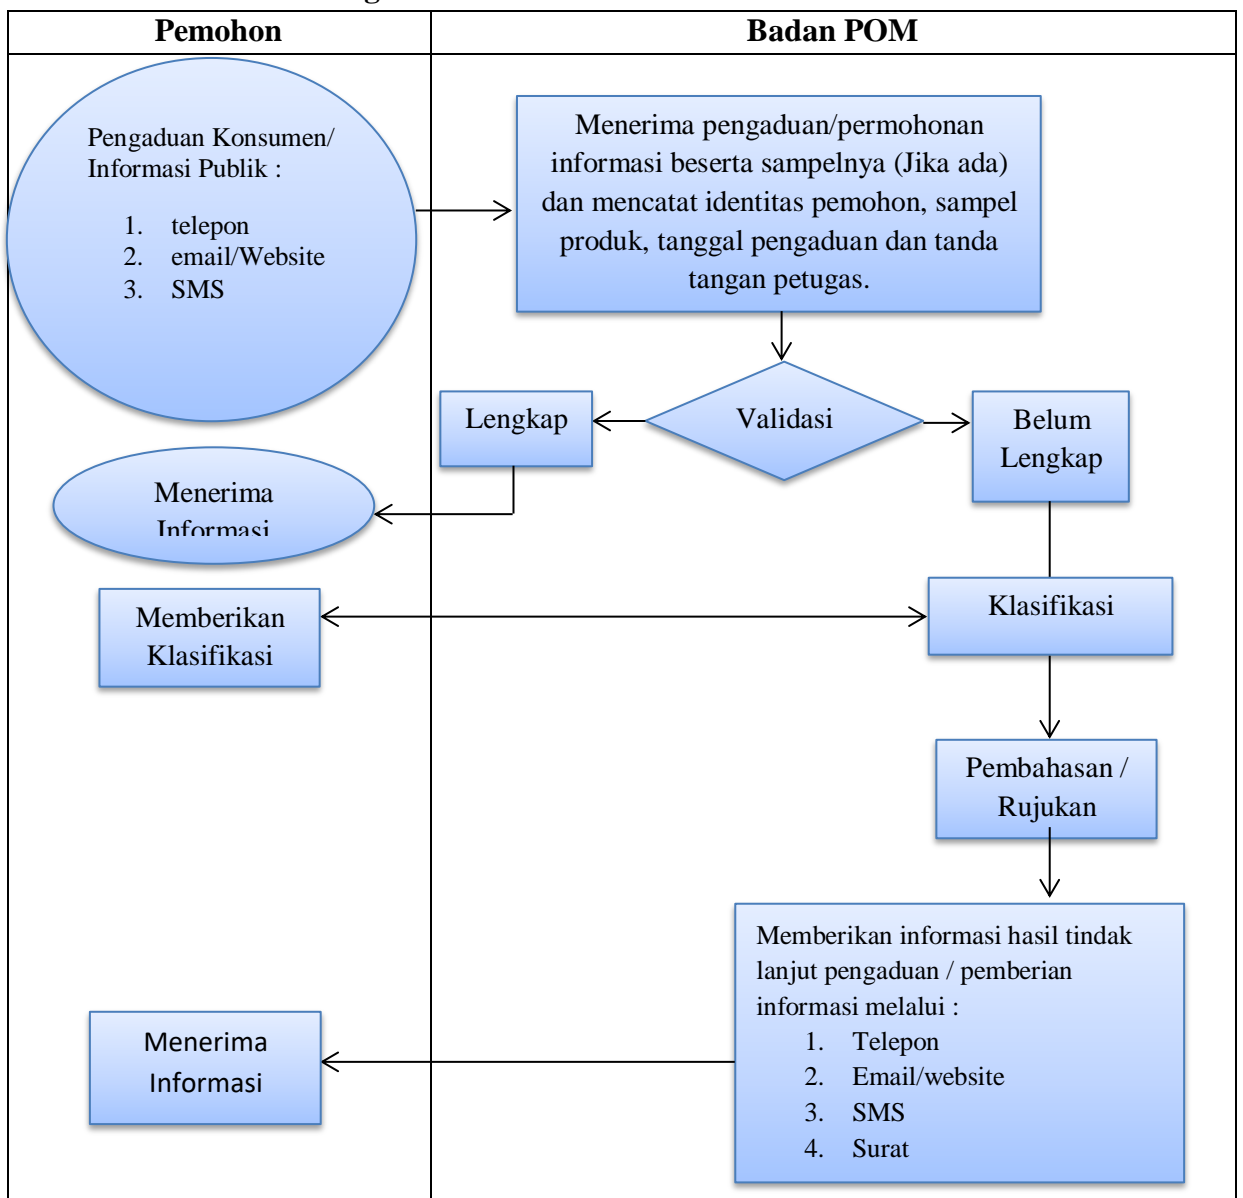 Pemohon
Badan POM
Pengaduan Konsumen/
Informasi Publik :
1. telepon
2. email/Website
3. SMS
Menerima pengaduan/permohonan
informasi beserta sampelnya (Jika ada)
dan mencatat identitas pemohon, sampel
produk, tanggal pengaduan dan tanda
tangan petugas.
Lengkap
Validasi
Belum
Lengkap
Menerima
Informasi
Memberikan
Klasifikasi
Klasifikasi
Pembahasan /
Rujukan
Memberikan informasi hasil tindak
lanjut pengaduan / pemberian
informasi melalui :
1. Telepon
2. Email/website
3. SMS
4. Surat
Menerima
Informasi